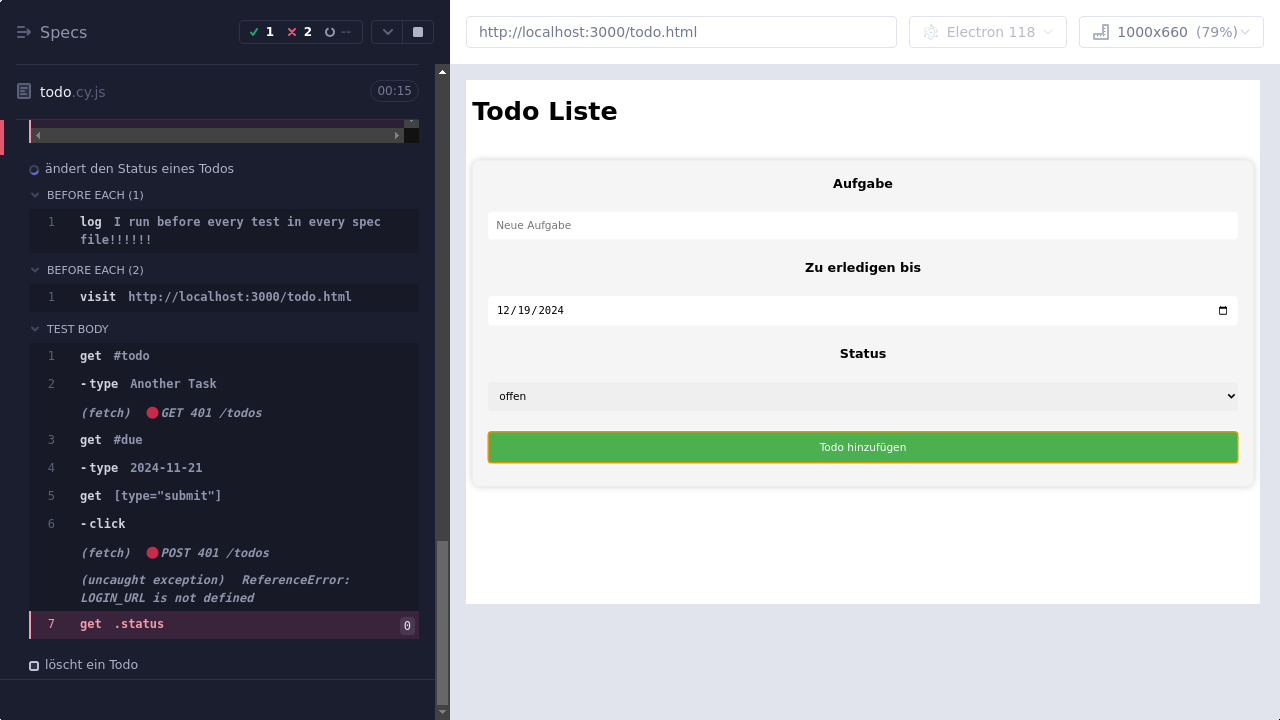 Specs
1
2
--
todo.cy.js
00:15
ändert den Status eines Todos
BEFORE EACH (1)
1 log I run before every test in every spec
file!!!!!!
BEFORE EACH (2)
1 visit http://localhost:3000/todo.html
TEST BODY
1 get #todo
2 -type Another Task
(fetch) GET 401 /todos
3 get #due
4 -type 2024-11-21
5 get [type="submit"]
6 -click
(fetch) POST 401 /todos
(uncaught exception) ReferenceError:
LOGIN_URL is not defined
7 get .status 0
löscht ein Todo
http://localhost:3000/todo.html
Electron 118
1000x660 (79%)
Todo Liste
Aufgabe
Neue Aufgabe
Zu erledigen bis
12/19/2024
Status
offen
Todo hinzufügen